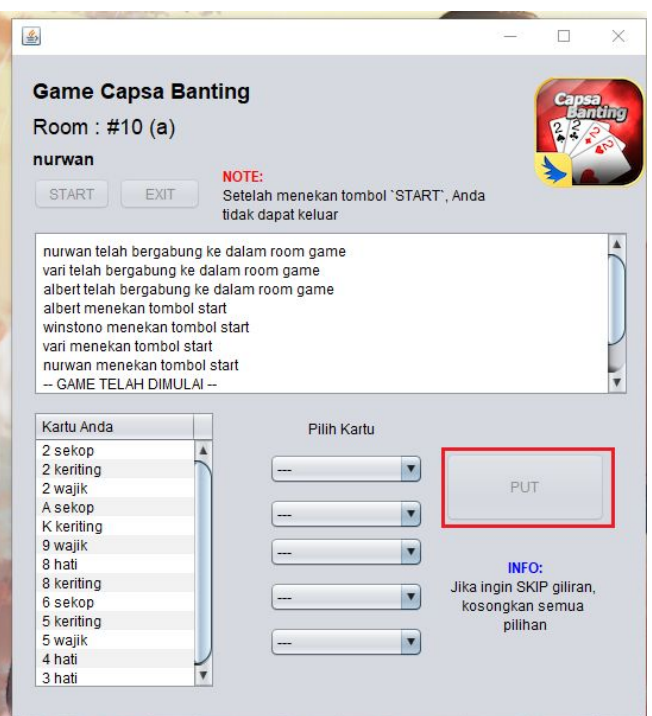 Game Capsa Banting
Room : #10 (a)
nurwan
START
EXIT
NOTE:
Setelah menekan tombol `START`, Anda
tidak dapat keluar
Capsa
Banting
2 2 2 2
nurwan telah bergabung ke dalam room game
vari telah bergabung ke dalam room game
albert telah bergabung ke dalam room game
albert menekan tombol start
winstono menekan tombol start
vari menekan tombol start
nurwan menekan tombol start
-- GAME TELAH DIMULAI --
Kartu Anda
2 sekop
2 keriting
2 wajik
A sekop
K keriting
9 wajik
8 hati
8 keriting
6 sekop
5 keriting
5 wajik
4 hati
3 hati
Pilih Kartu
---
---
---
---
---
PUT
INFO:
Jika ingin SKIP giliran,
kosongkan semua
pilihan